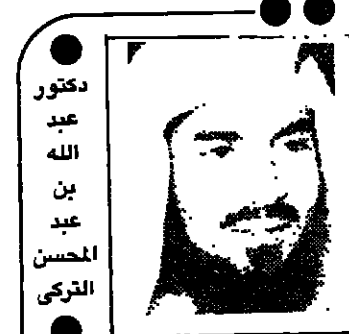 دكتور
عبد
الله
بن
عبد
المحسن
التركى